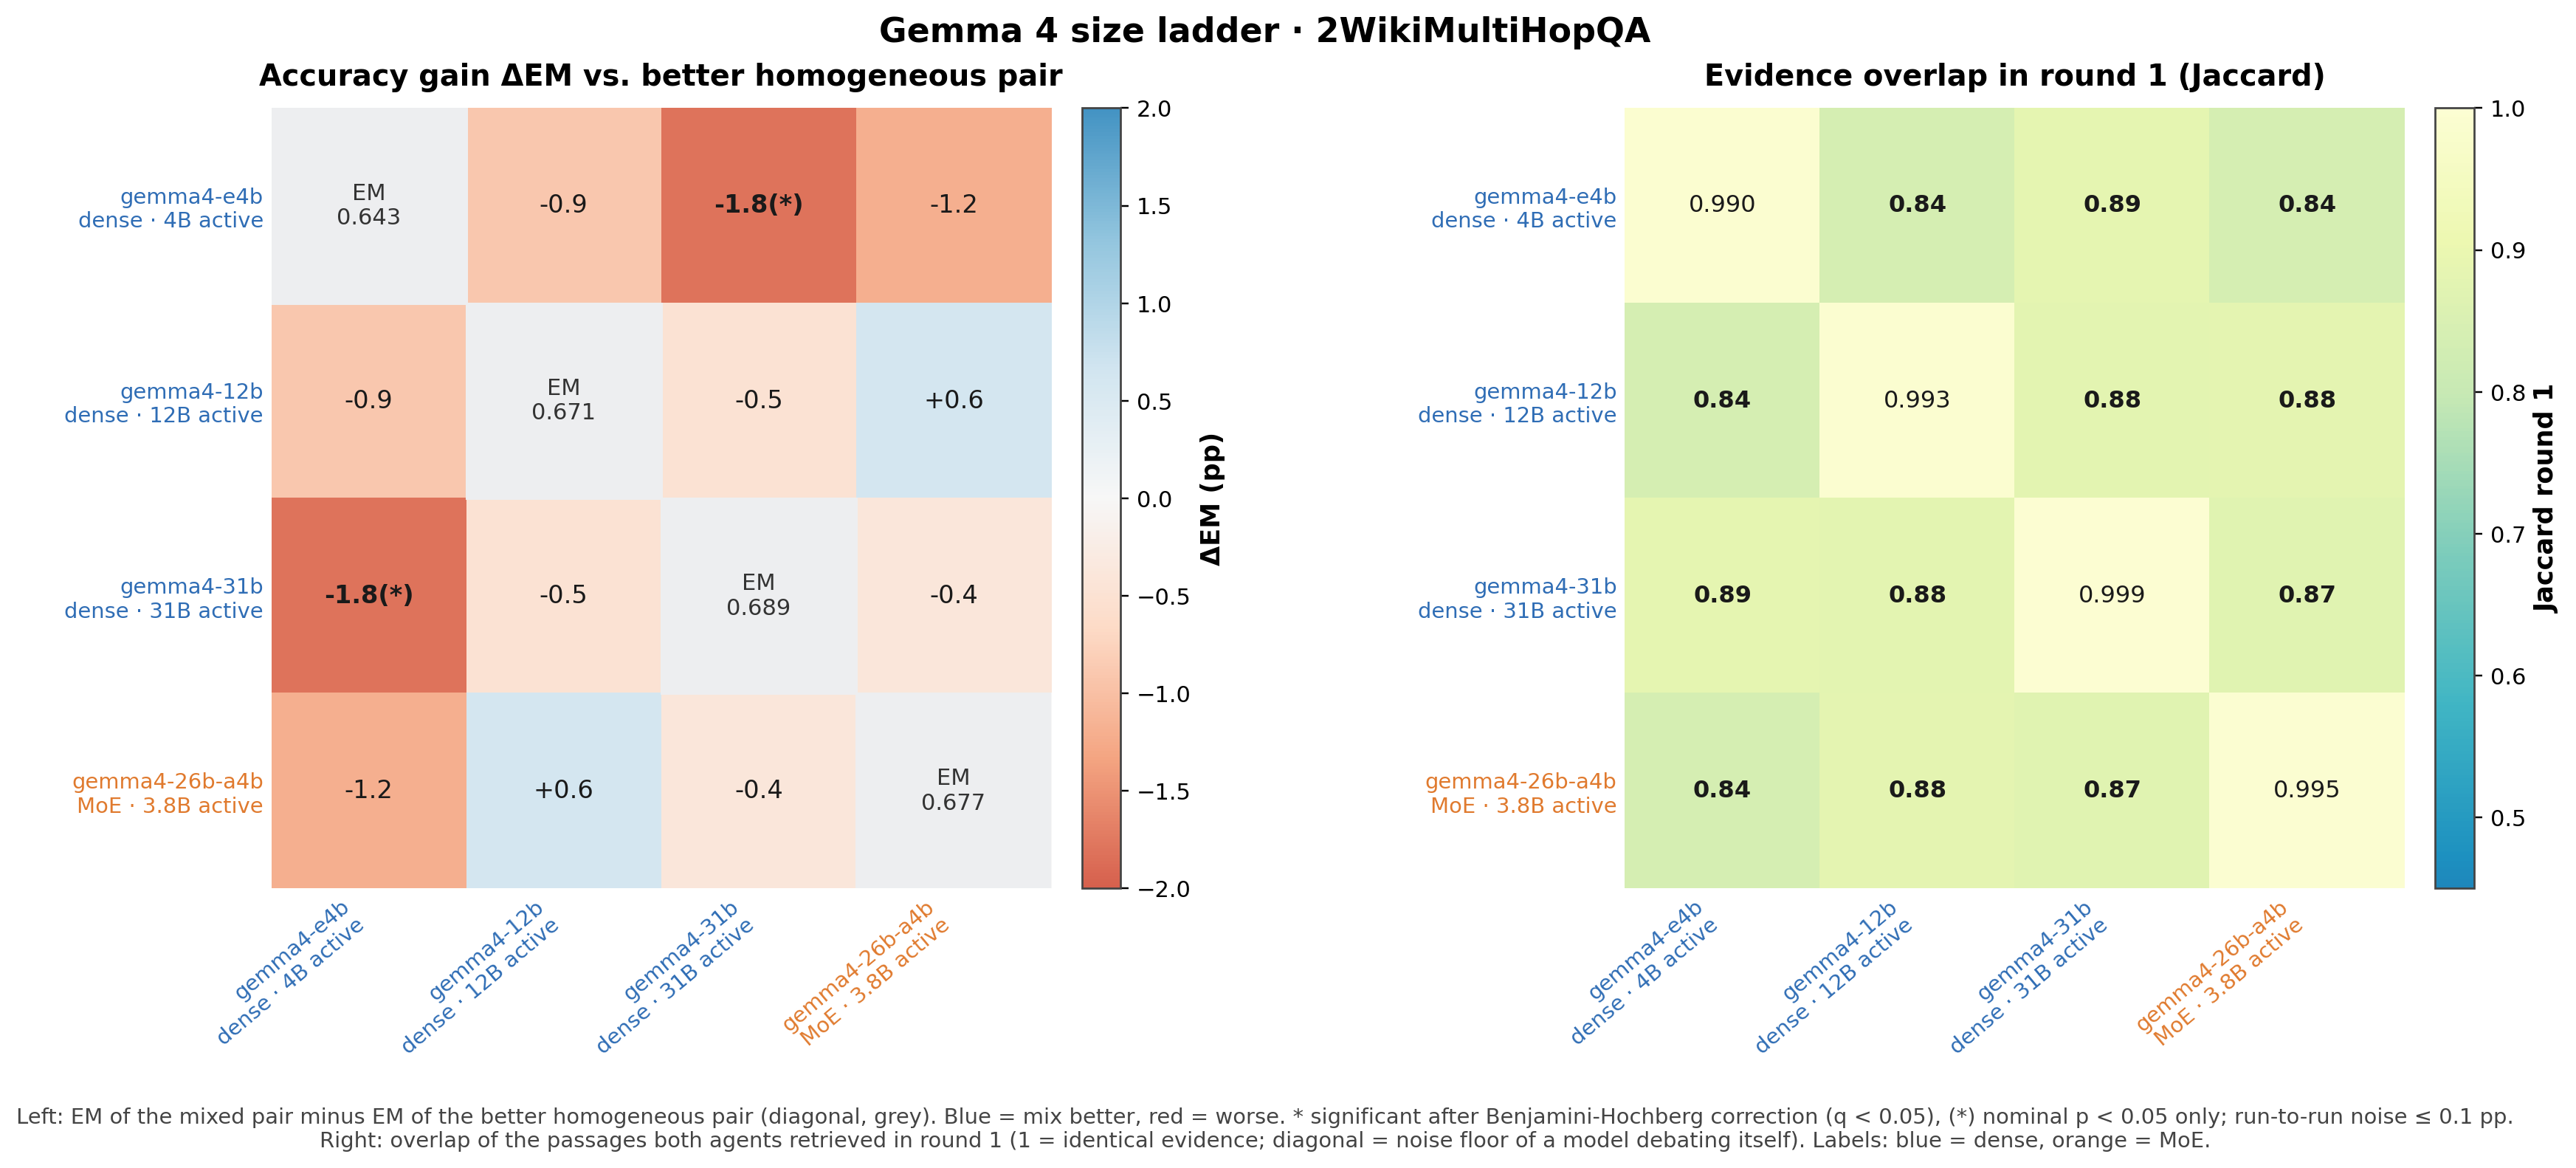 Gemma 4 size ladder · 2WikiMultiHopQA
Accuracy gain ΔEM vs. better homogeneous pair
gemma4-e4b
dense · 4B active
EM
0.643
-0.9
-1.8(*)
-1.2
gemma4-12b
dense · 12B active
-0.9
EM
0.671
-0.5
+0.6
gemma4-31b
dense · 31B active
-1.8(*)
-0.5
EM
0.689
-0.4
gemma4-26b-a4b
MoE · 3.8B active
-1.2
+0.6
-0.4
EM
0.677
gemma4-e4b
dense · 4B active
gemma4-12b
dense · 12B active
gemma4-31b
dense · 31B active
gemma4-26b-a4b
MoE · 3.8B active
2.0
1.5
1.0
0.5
0.0
−0.5
−1.0
−1.5
−2.0
ΔEM (pp)
Evidence overlap in round 1 (Jaccard)
gemma4-e4b
dense · 4B active
0.990
0.84
0.89
0.84
gemma4-12b
dense · 12B active
0.84
0.993
0.88
0.88
gemma4-31b
dense · 31B active
0.89
0.88
0.999
0.87
gemma4-26b-a4b
MoE · 3.8B active
0.84
0.88
0.87
0.995
gemma4-e4b
dense · 4B active
gemma4-12b
dense · 12B active
gemma4-31b
dense · 31B active
gemma4-26b-a4b
MoE · 3.8B active
1.0
0.9
0.8
0.7
0.6
0.5
Jaccard round 1
Left: EM of the mixed pair minus EM of the better homogeneous pair (diagonal, grey). Blue = mix better, red = worse. * significant after Benjamini-Hochberg correction (q < 0.05), (*) nominal p < 0.05 only; run-to-run noise ≤ 0.1 pp.
Right: overlap of the passages both agents retrieved in round 1 (1 = identical evidence; diagonal = noise floor of a model debating itself). Labels: blue = dense, orange = MoE.